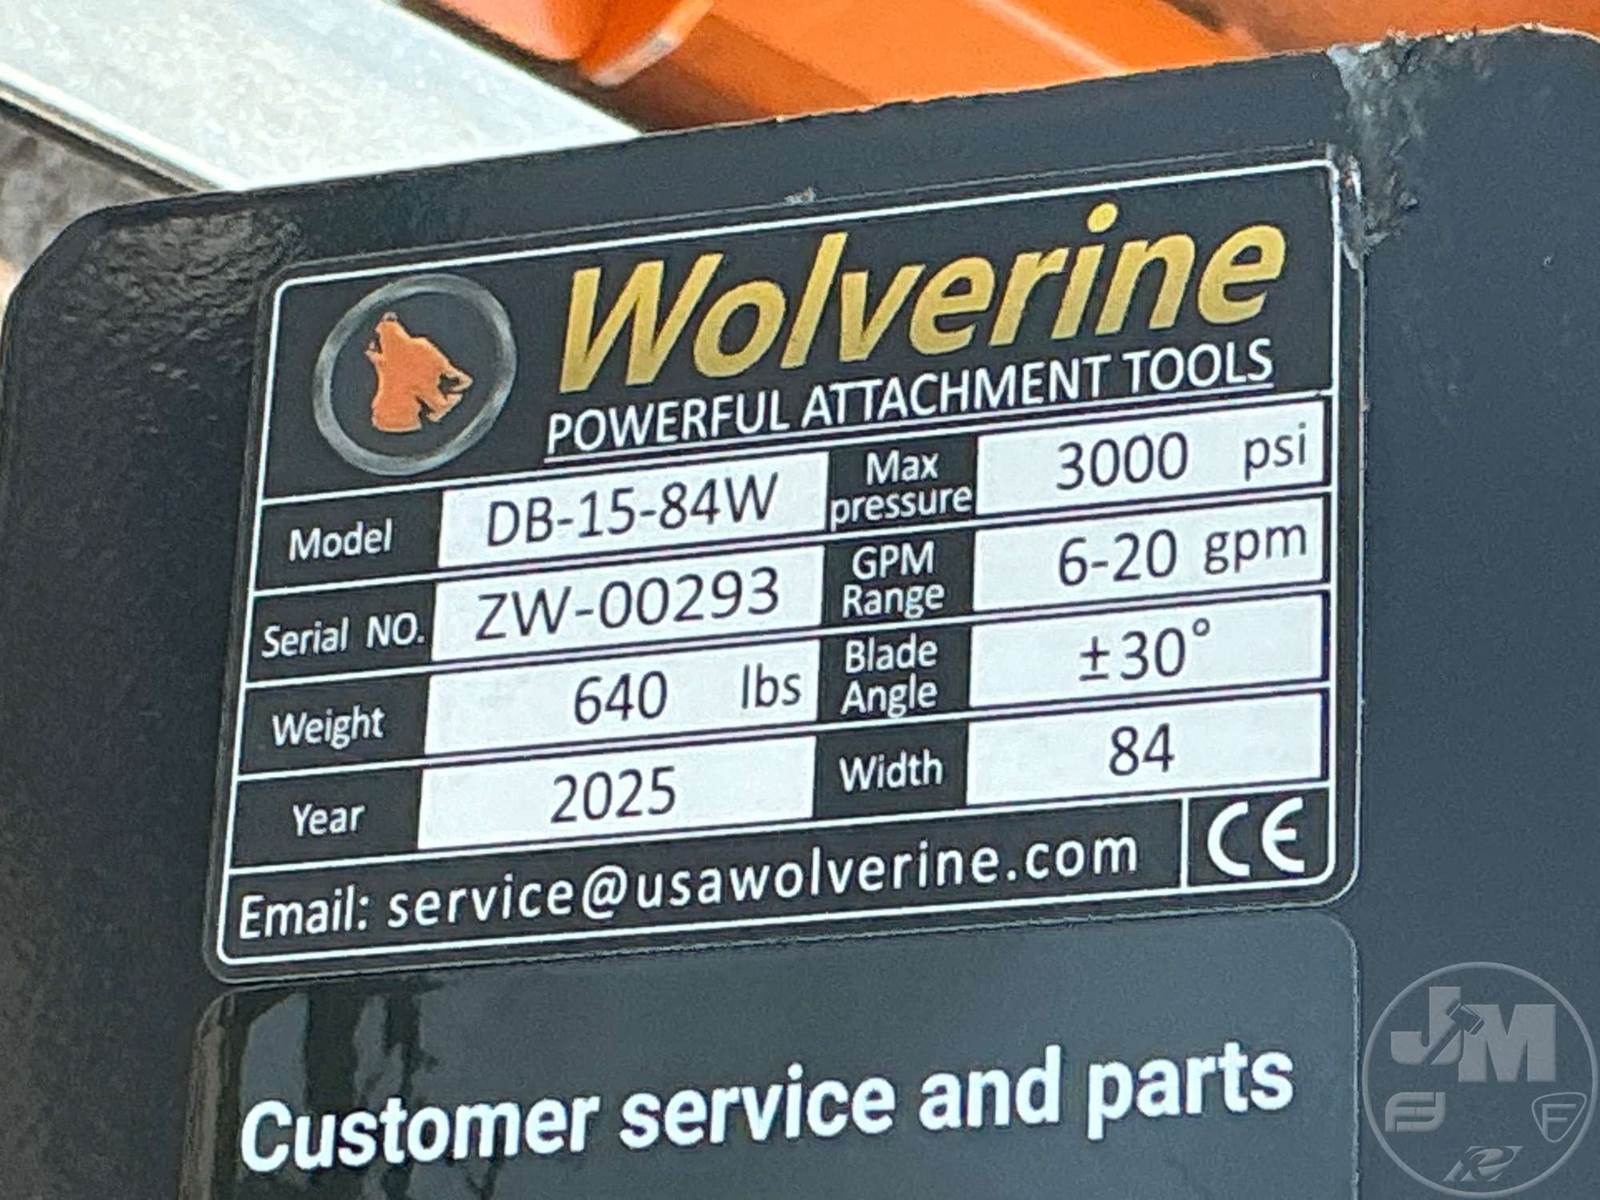 Wolverine
POWERFUL ATTACHMENT TOOLS
Model DB-15-84W Max pressure 3000 psi
Serial NO. ZW-00293 GPM Range 6-20 gpm
Weight 640 lbs Blade Angle ±30°
Year 2025 Width 84
Email: service@usawolverine.com CE
Customer service and parts
J M
F